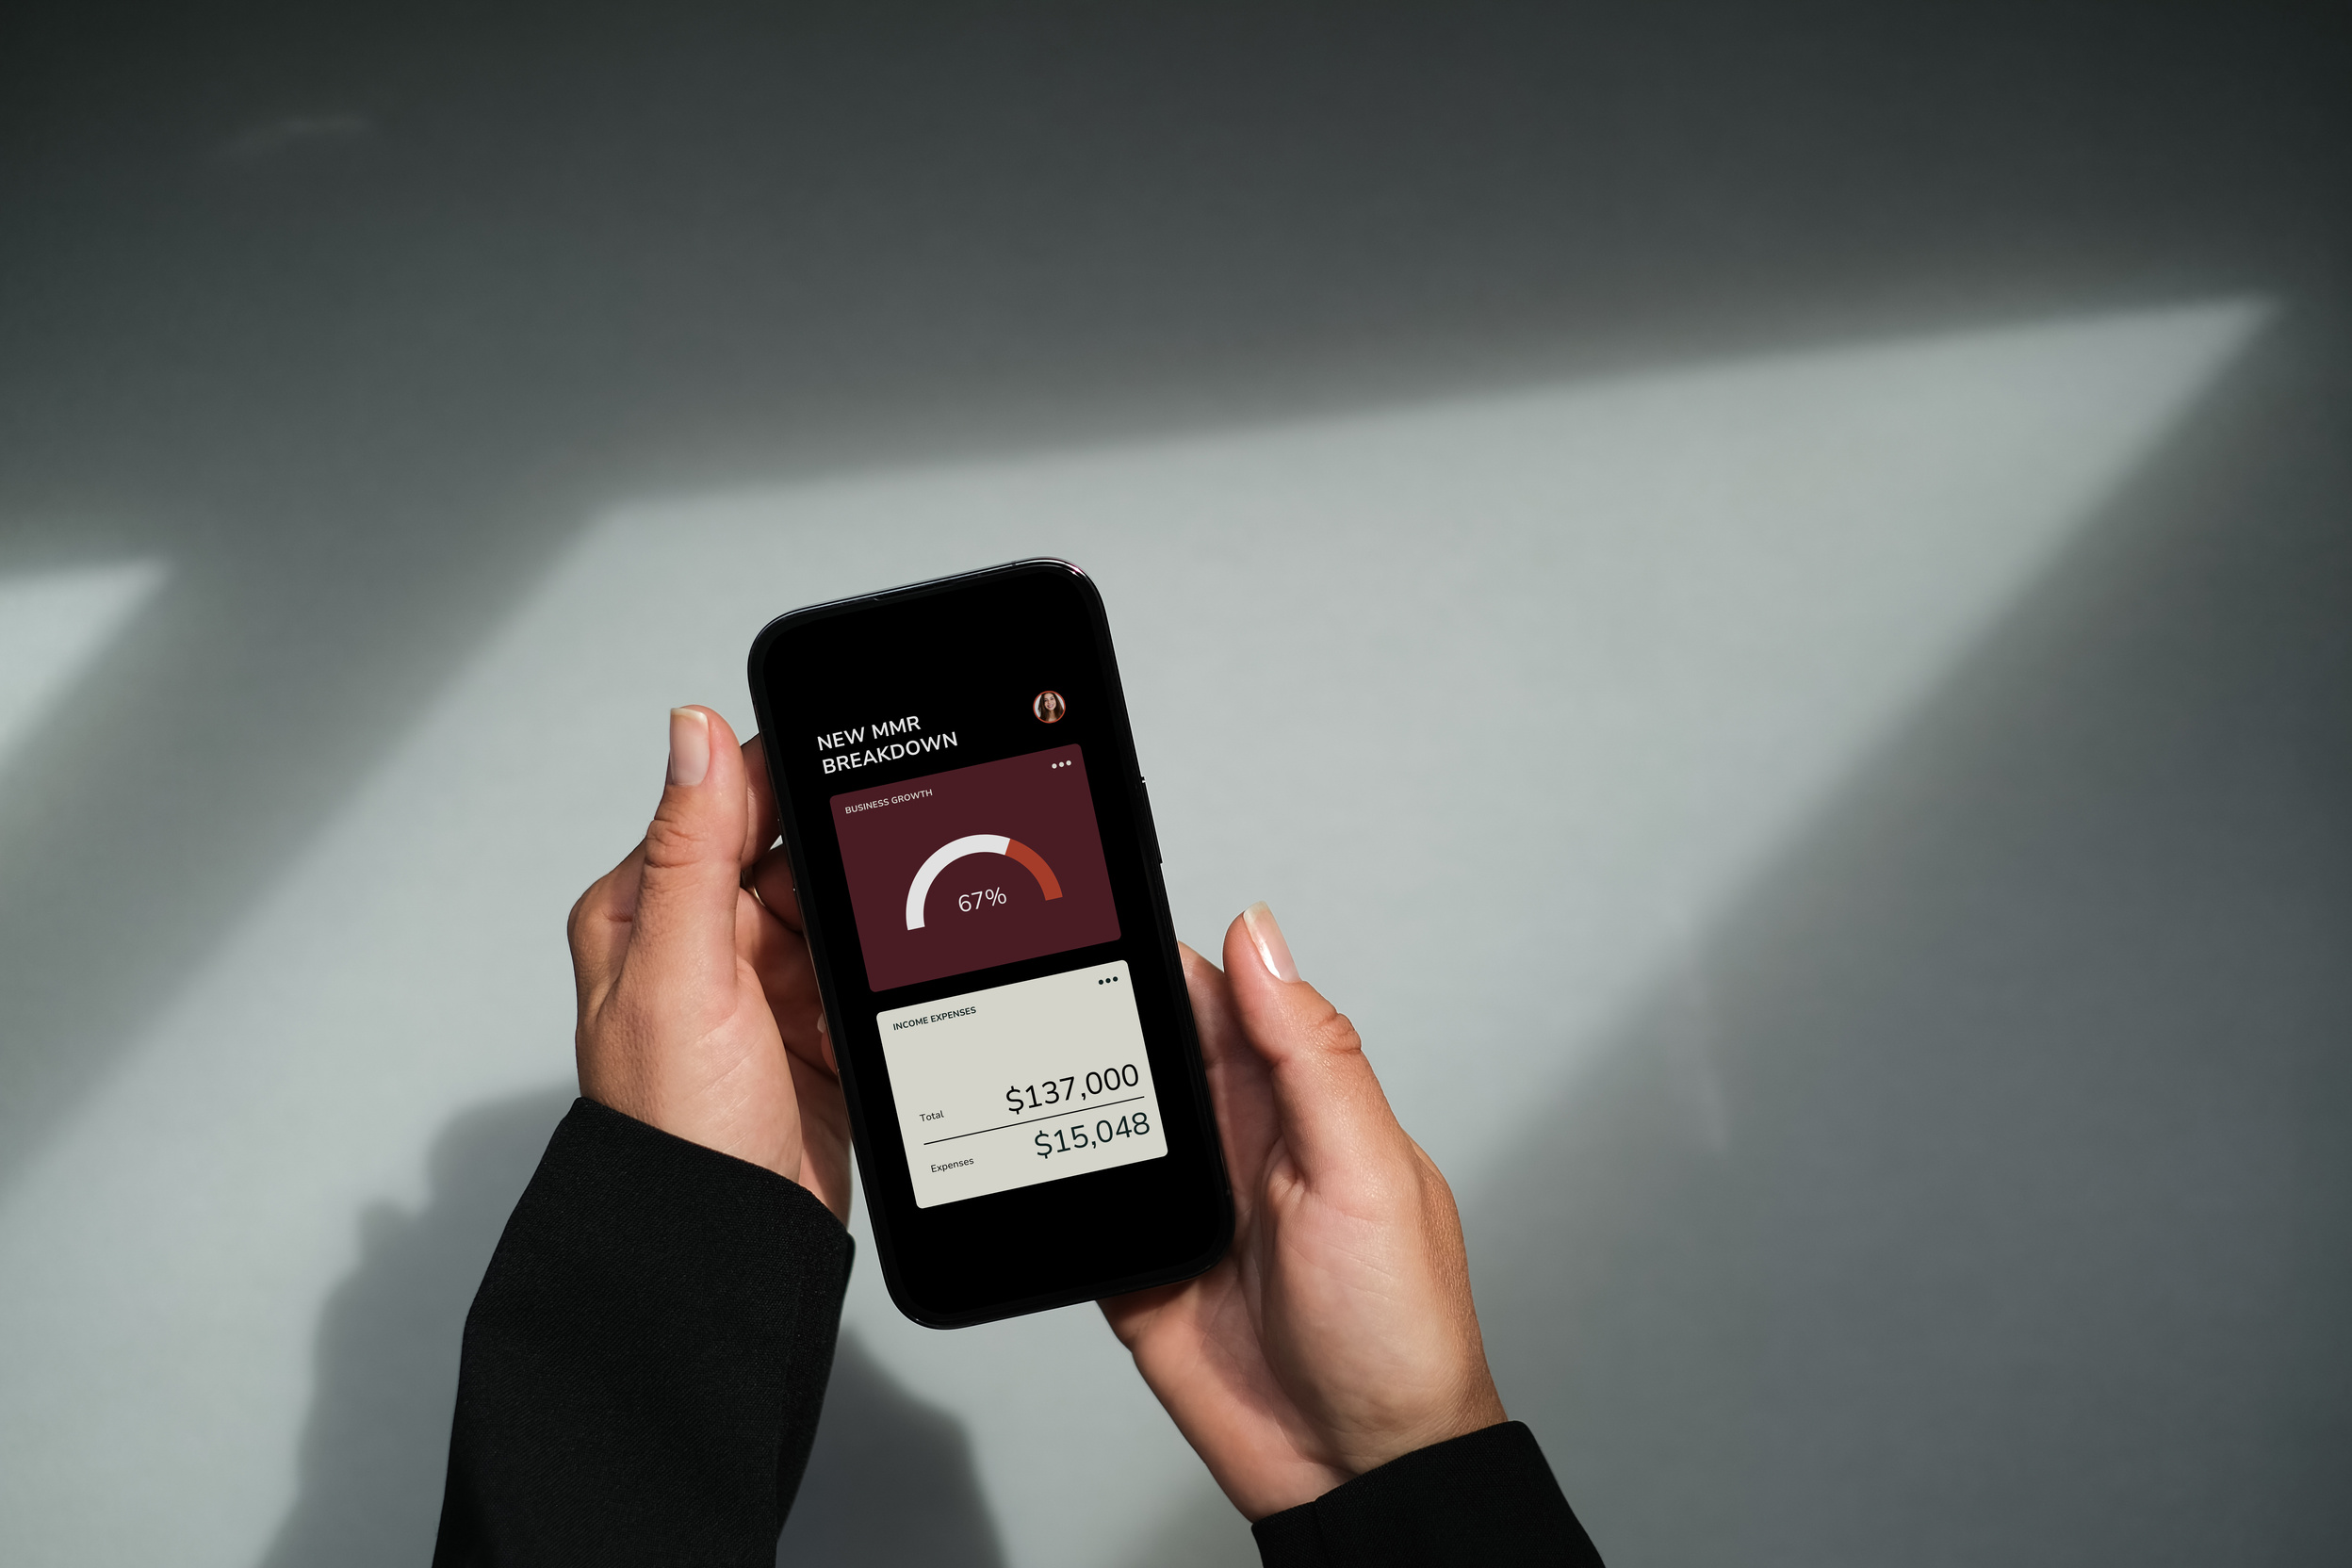 NEW MMR
BREAKDOWN
BUSINESS GROWTH
67%
INCOME EXPENSES
Total $137,000
Expenses $15,048